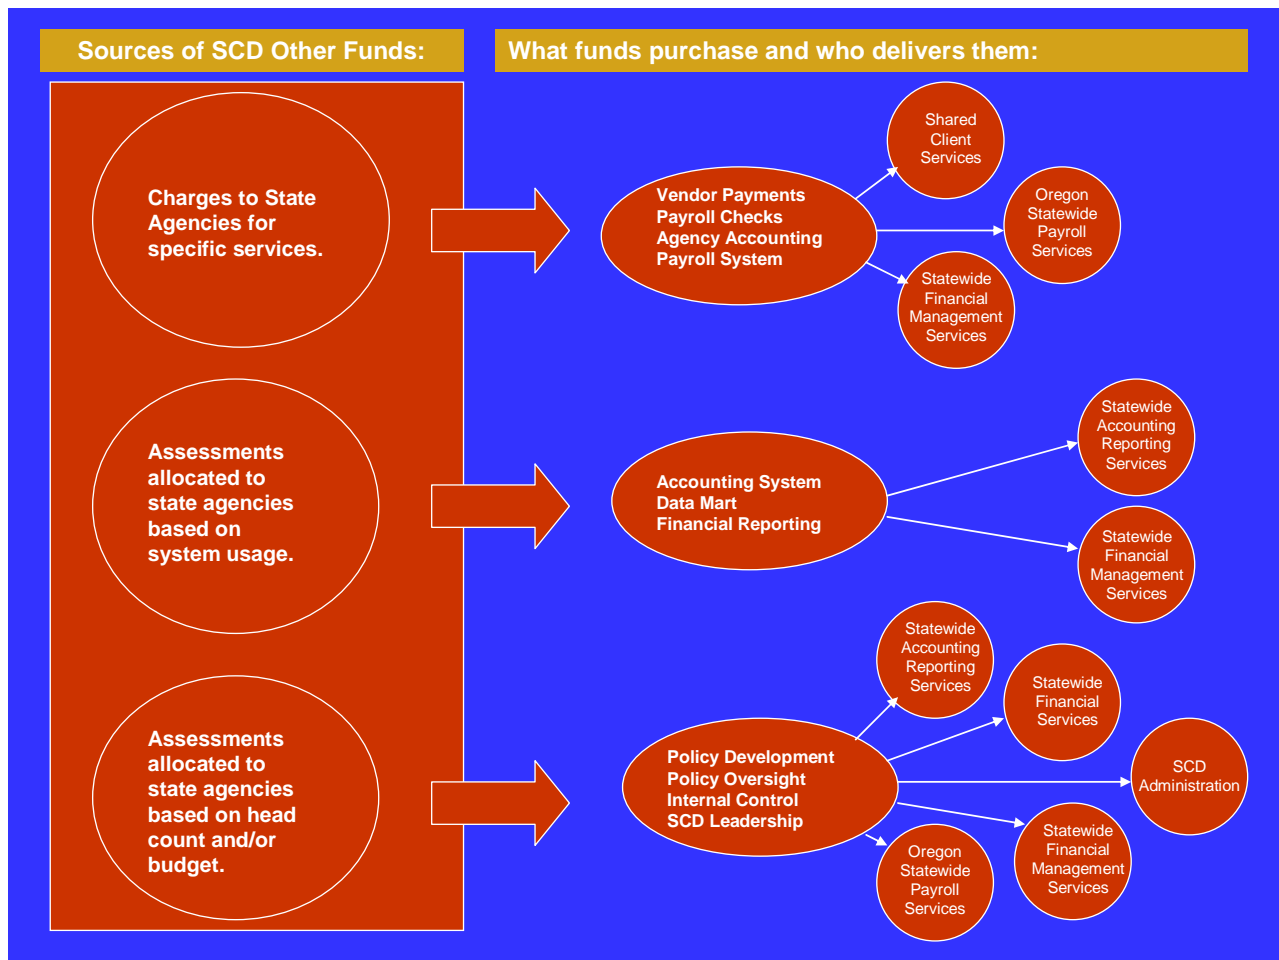 Sources of SCD Other Funds:
What funds purchase and who delivers them:
Charges to State
Agencies for
specific services.
Vendor Payments
Payroll Checks
Agency Accounting
Payroll System
Shared
Client
Services
Oregon
Statewide
Payroll
Services
Statewide
Financial
Management
Services
Assessments
allocated to
state agencies
based on
system usage.
Accounting System
Data Mart
Financial Reporting
Statewide
Accounting
Reporting
Services
Statewide
Financial
Management
Services
Assessments
allocated to
state agencies
based on head
count and/or
budget.
Policy Development
Policy Oversight
Internal Control
SCD Leadership
Statewide
Accounting
Reporting
Services
Statewide
Financial
Services
SCD
Administration
Statewide
Financial
Management
Services
Oregon
Statewide
Payroll
Services